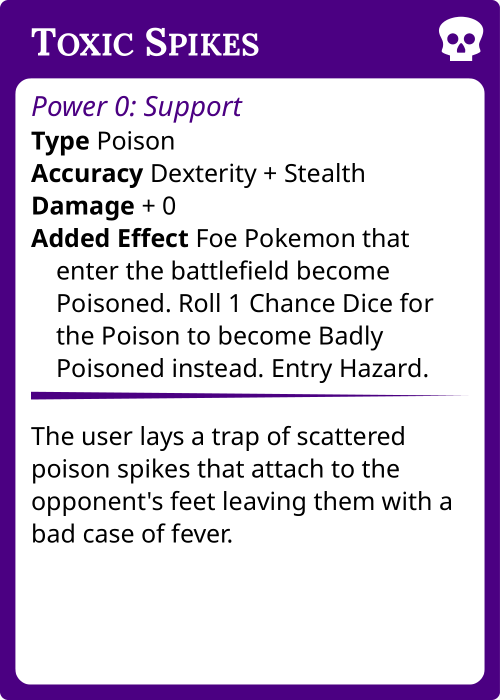 Toxic Spikes
Power 0: Support
Type Poison
Accuracy Dexterity + Stealth
Damage + 0
Added Effect Foe Pokemon that
enter the battlefield become
Poisoned. Roll 1 Chance Dice for
the Poison to become Badly
Poisoned instead. Entry Hazard.
The user lays a trap of scattered
poison spikes that attach to the
opponent's feet leaving them with a
bad case of fever.